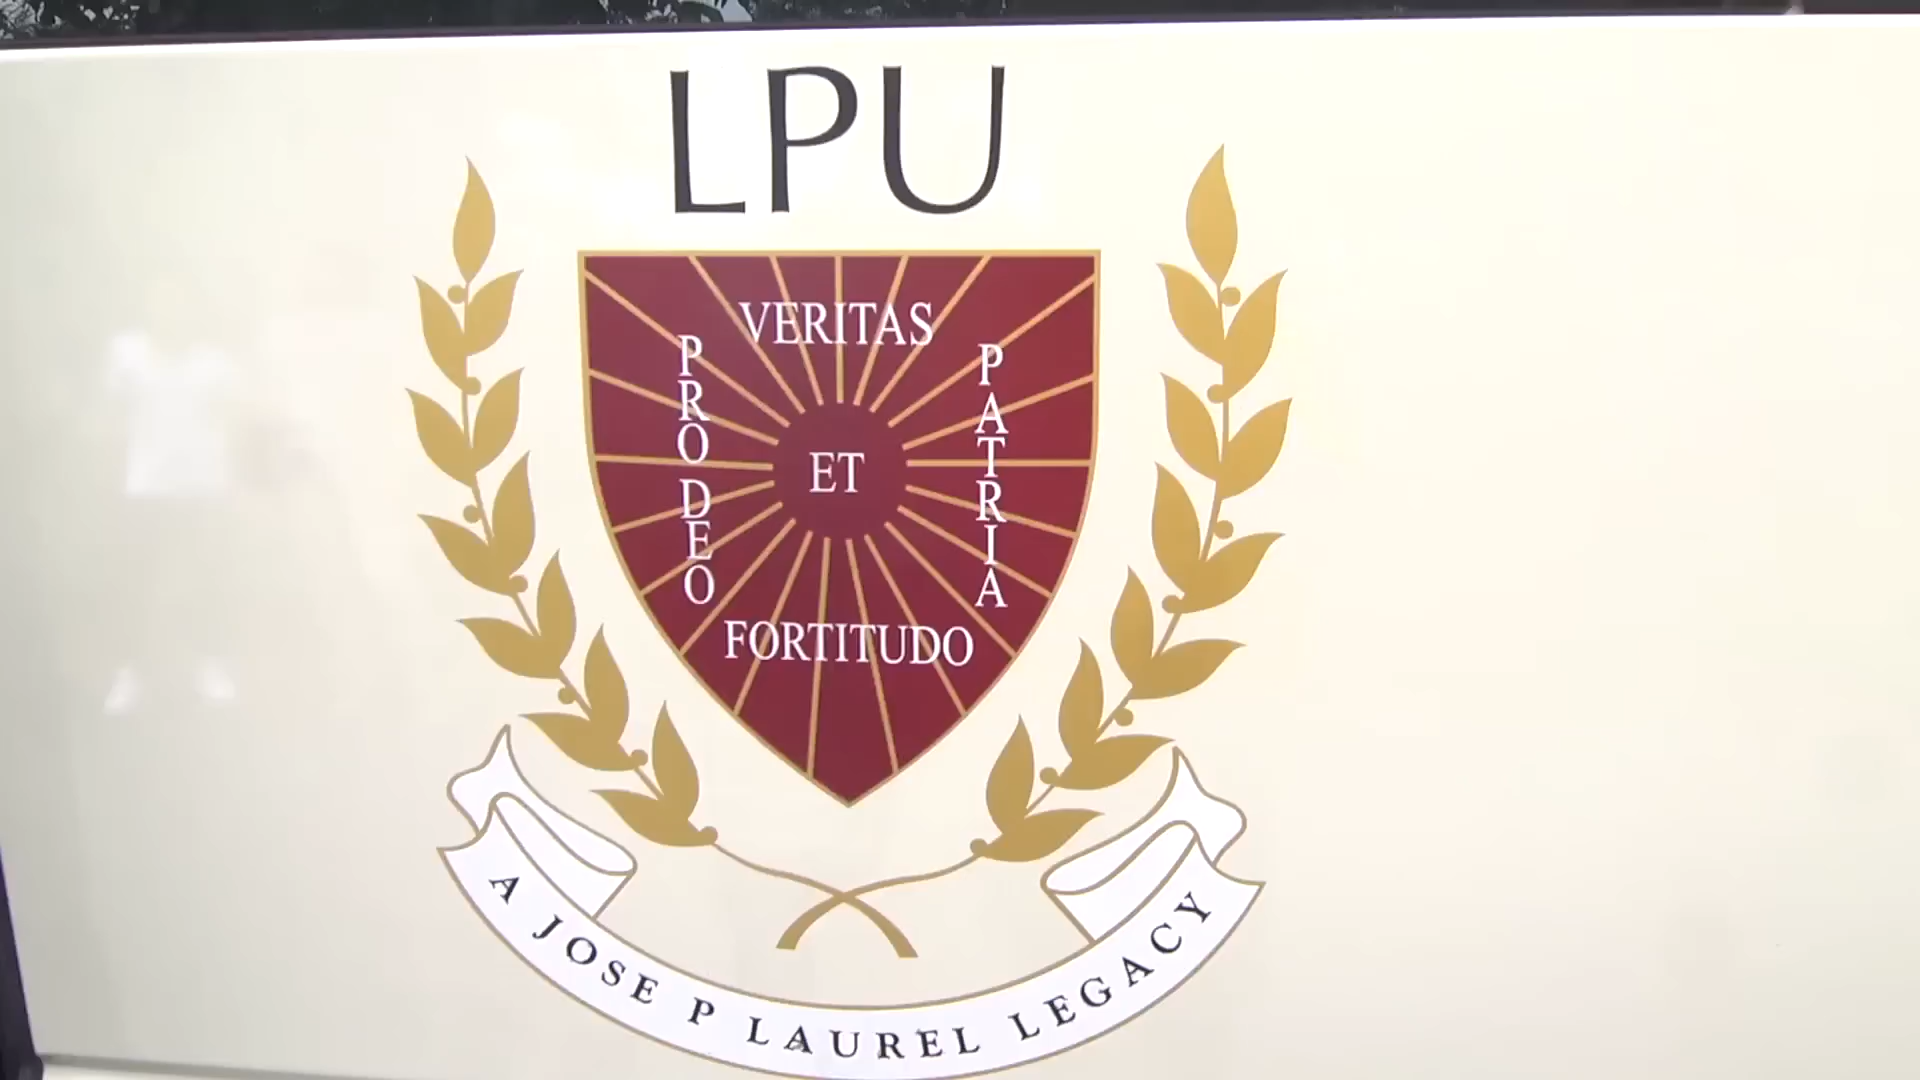 LPU
VERITAS
PRO DEO
ET
PATRIA
FORTITUDO
A JOSE P LAUREL LEGACY